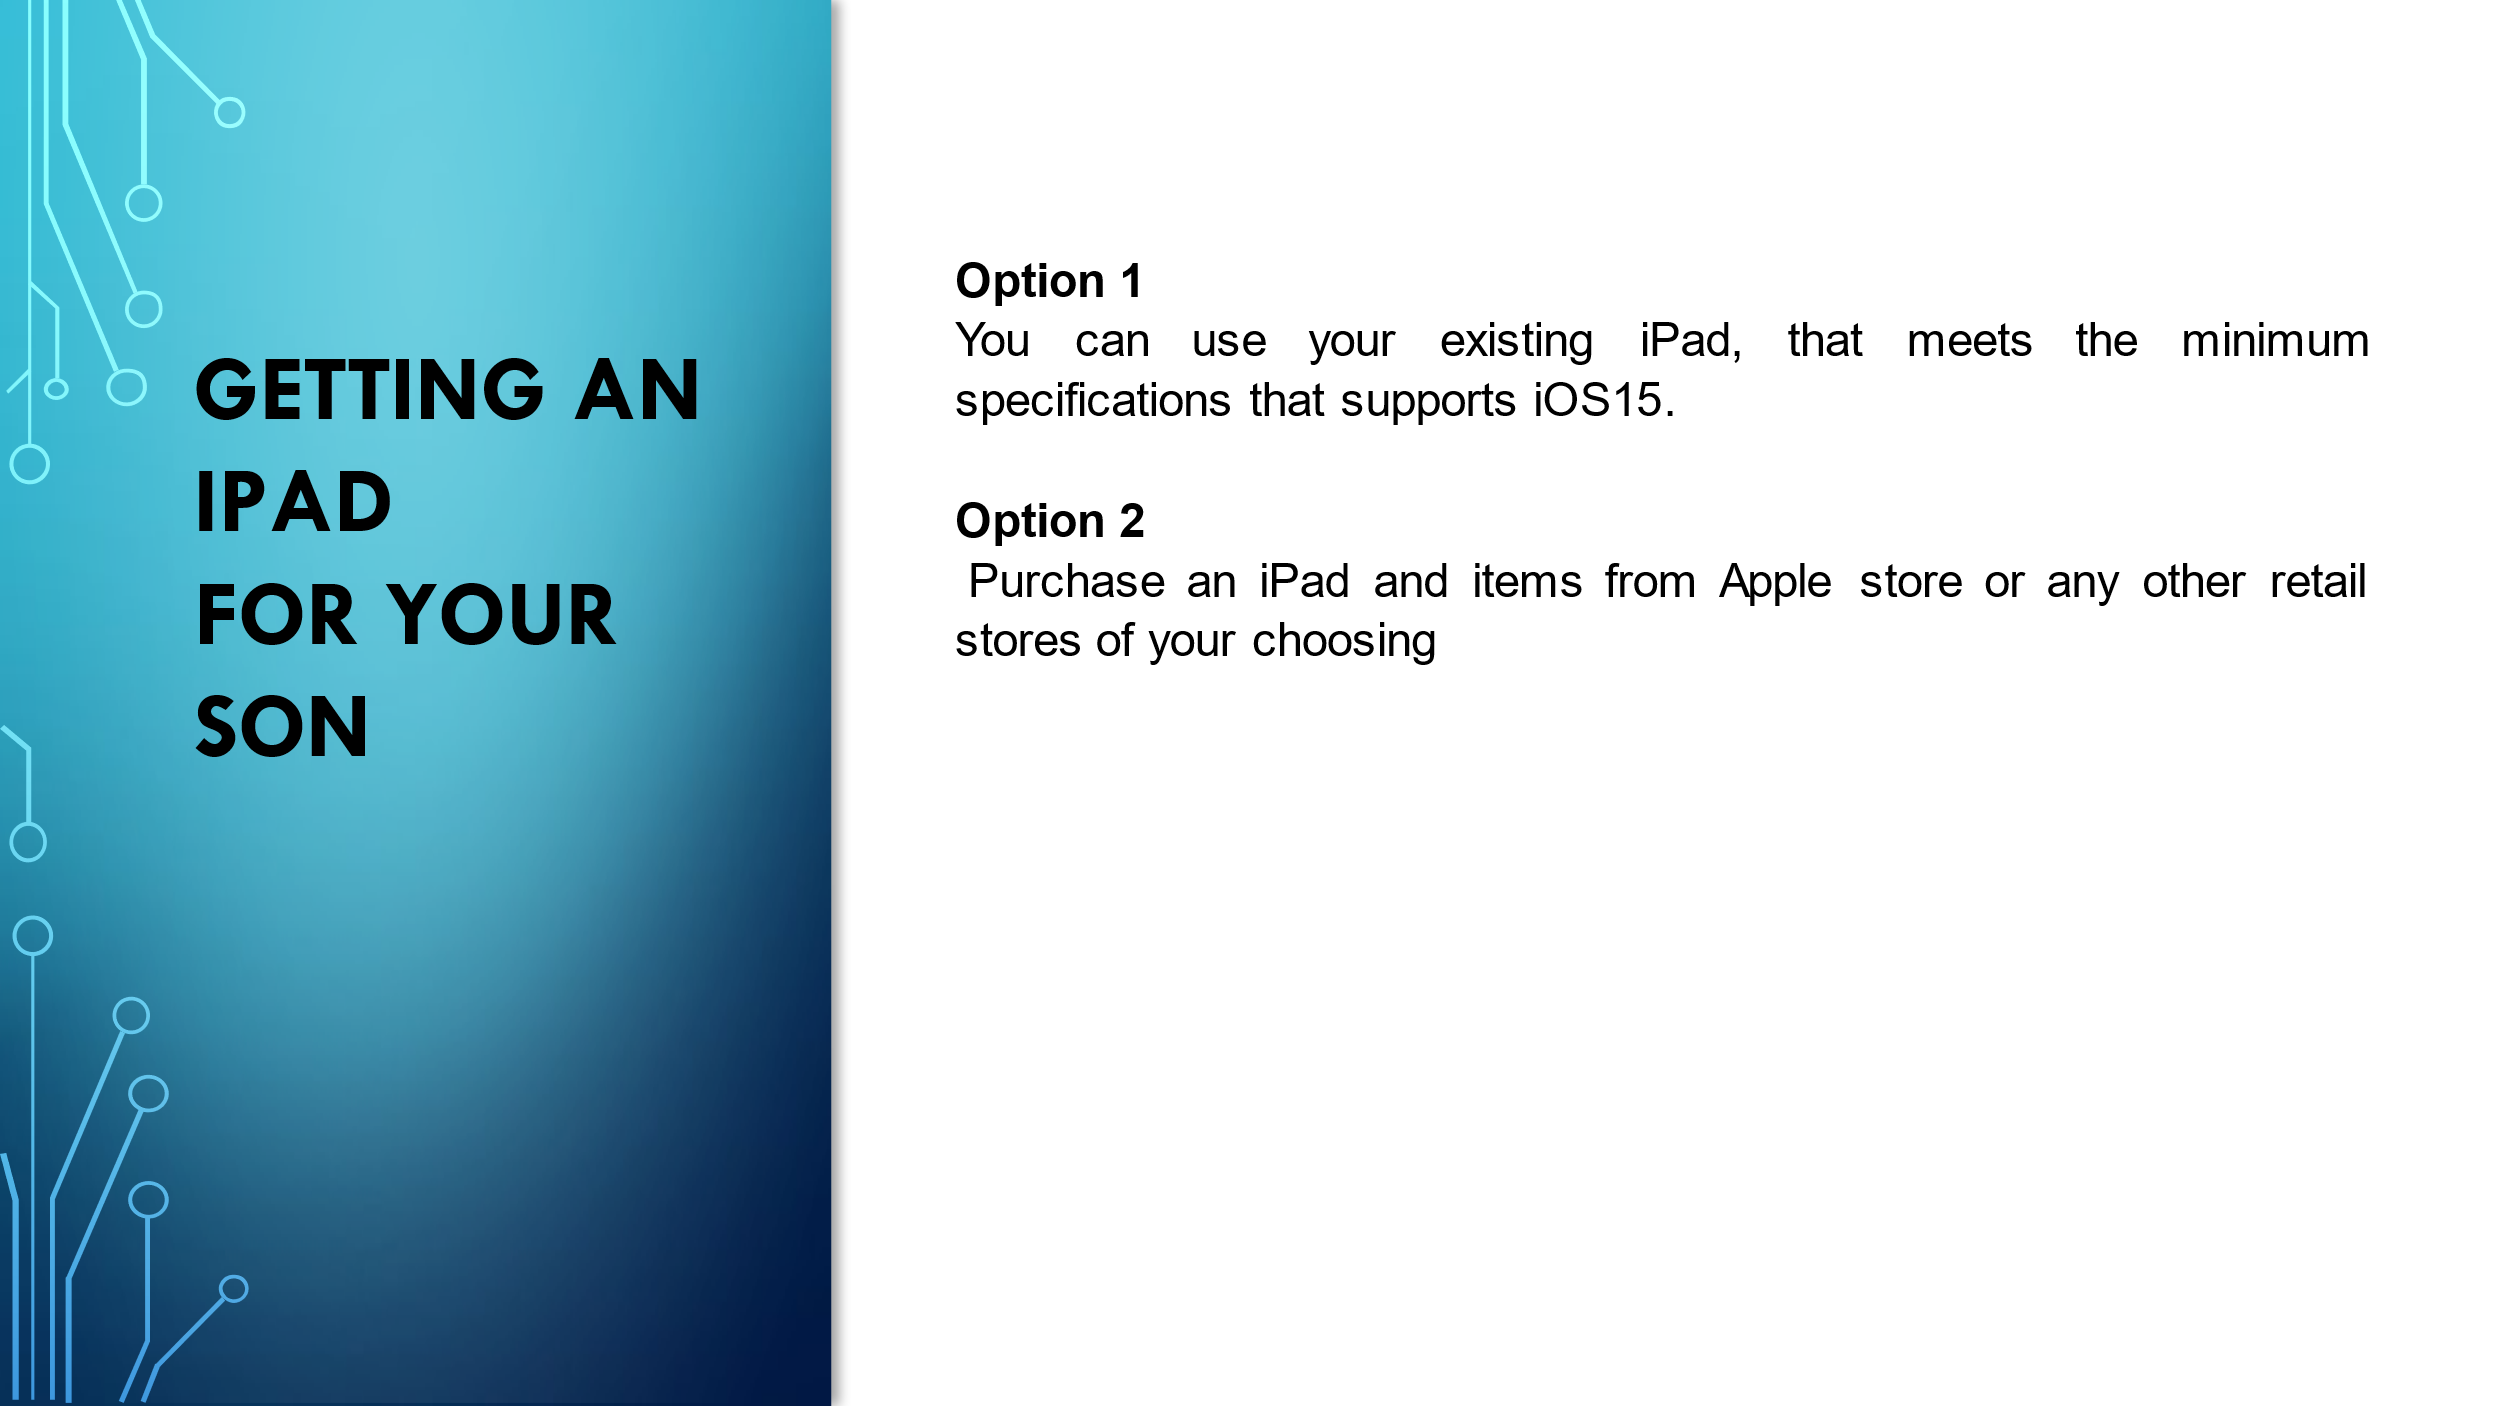 GETTING AN
IPAD
FOR YOUR
SON
Option 1
You can use your existing iPad, that meets the minimum
specifications that supports iOS15.
Option 2
Purchase an iPad and items from Apple store or any other retail
stores of your choosing